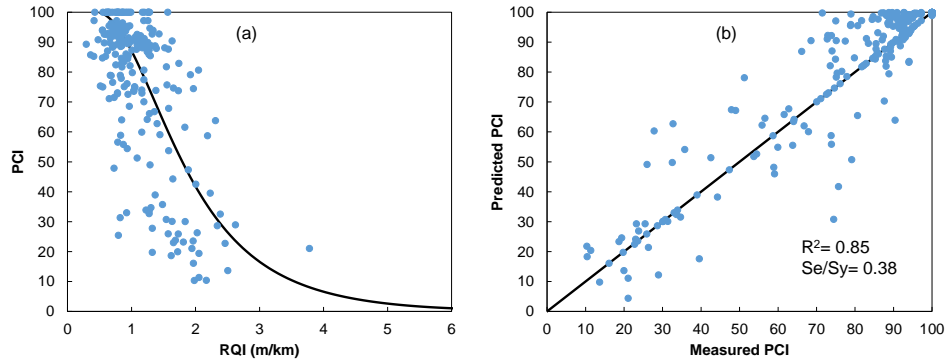 (a)
PCI
100
90
80
70
60
50
40
30
20
10
0
0 1 2 3 4 5 6
RQI (m/km)
(b)
Predicted PCI
100
90
80
70
60
50
40
30
20
10
0
R²= 0.85
Se/Sy= 0.38
0 10 20 30 40 50 60 70 80 90 100
Measured PCI